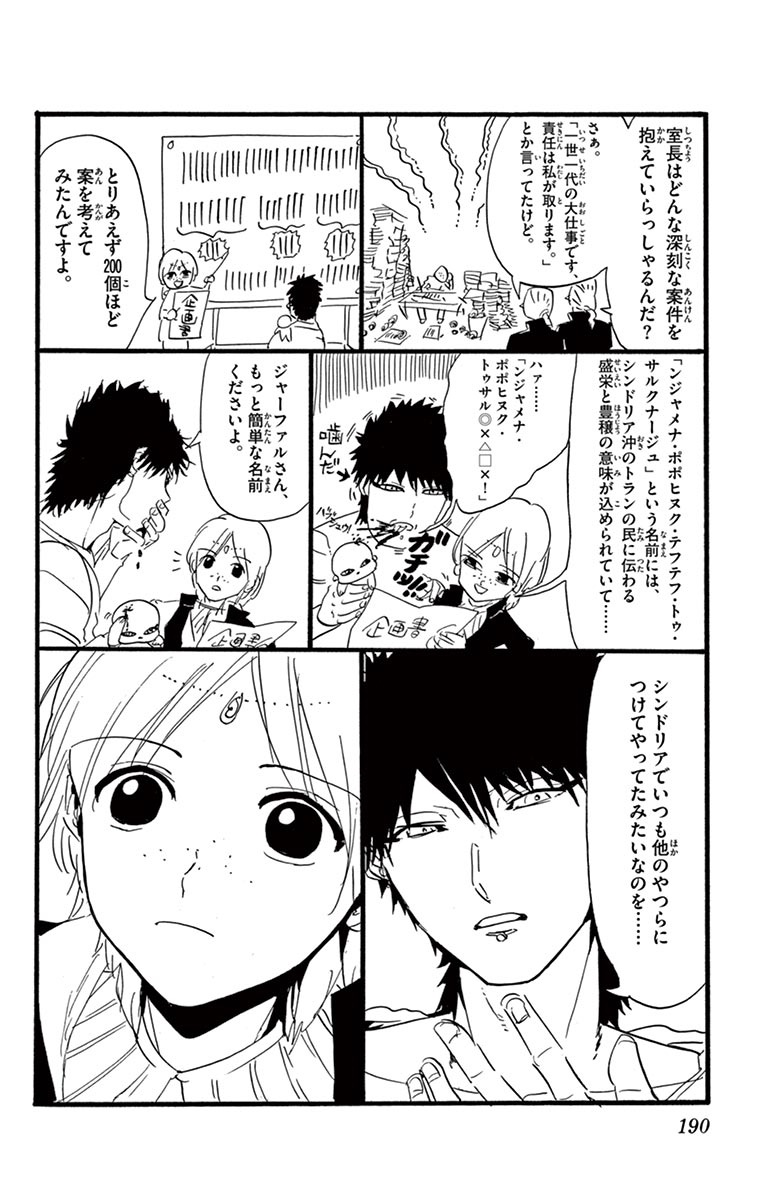 室長はどんな深刻な案件を
抱えていらっしゃるんだ？
さぁ。
「一世一代の大仕事です、
責任は私が取ります。」
とか言ってたけど。
企画書
とりあえず200個ほど
案を考えて
みたんですよ。
「ンジャメナ・ポポヒヌク・テフテフ・トゥ・
サルクナージュ」という名前には、
シンドリア沖のトランの民に伝わる
盛栄と豊穣の意味が込められていて……
ハァ……
「ンジャメナ・
ポポヒヌク・
トゥサル◎×△□×！」
ガチッ!!
噛んだ
企画書
ジャーファルさん、
もっと簡単な名前
くださいよ。
シンドリアでいつも他のやつらに
つけてやってたみたいなのを……
190